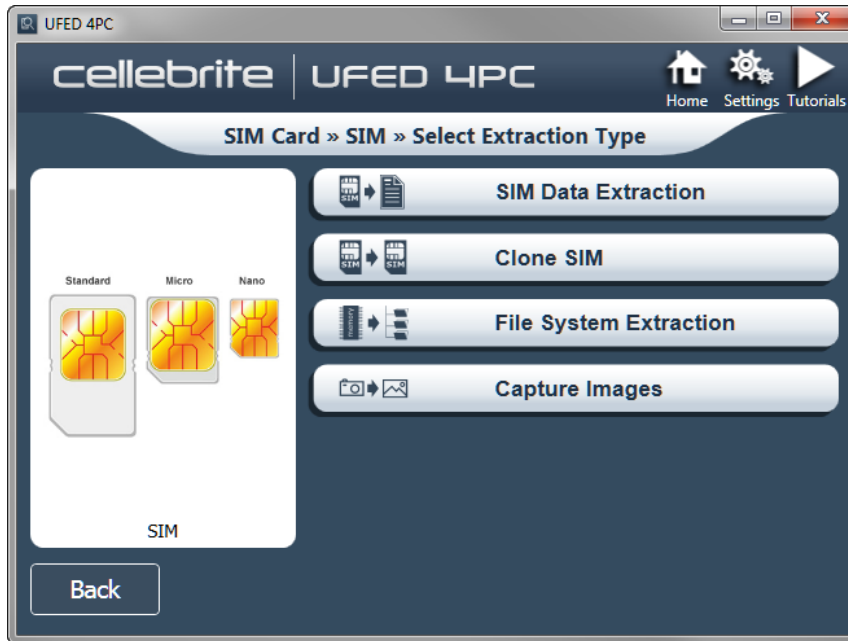 UFED 4PC
cellebrite UFED 4PC
Home Settings Tutorials
SIM Card » SIM » Select Extraction Type
SIM Data Extraction
Clone SIM
File System Extraction
Capture Images
Standard Micro Nano
SIM
Back